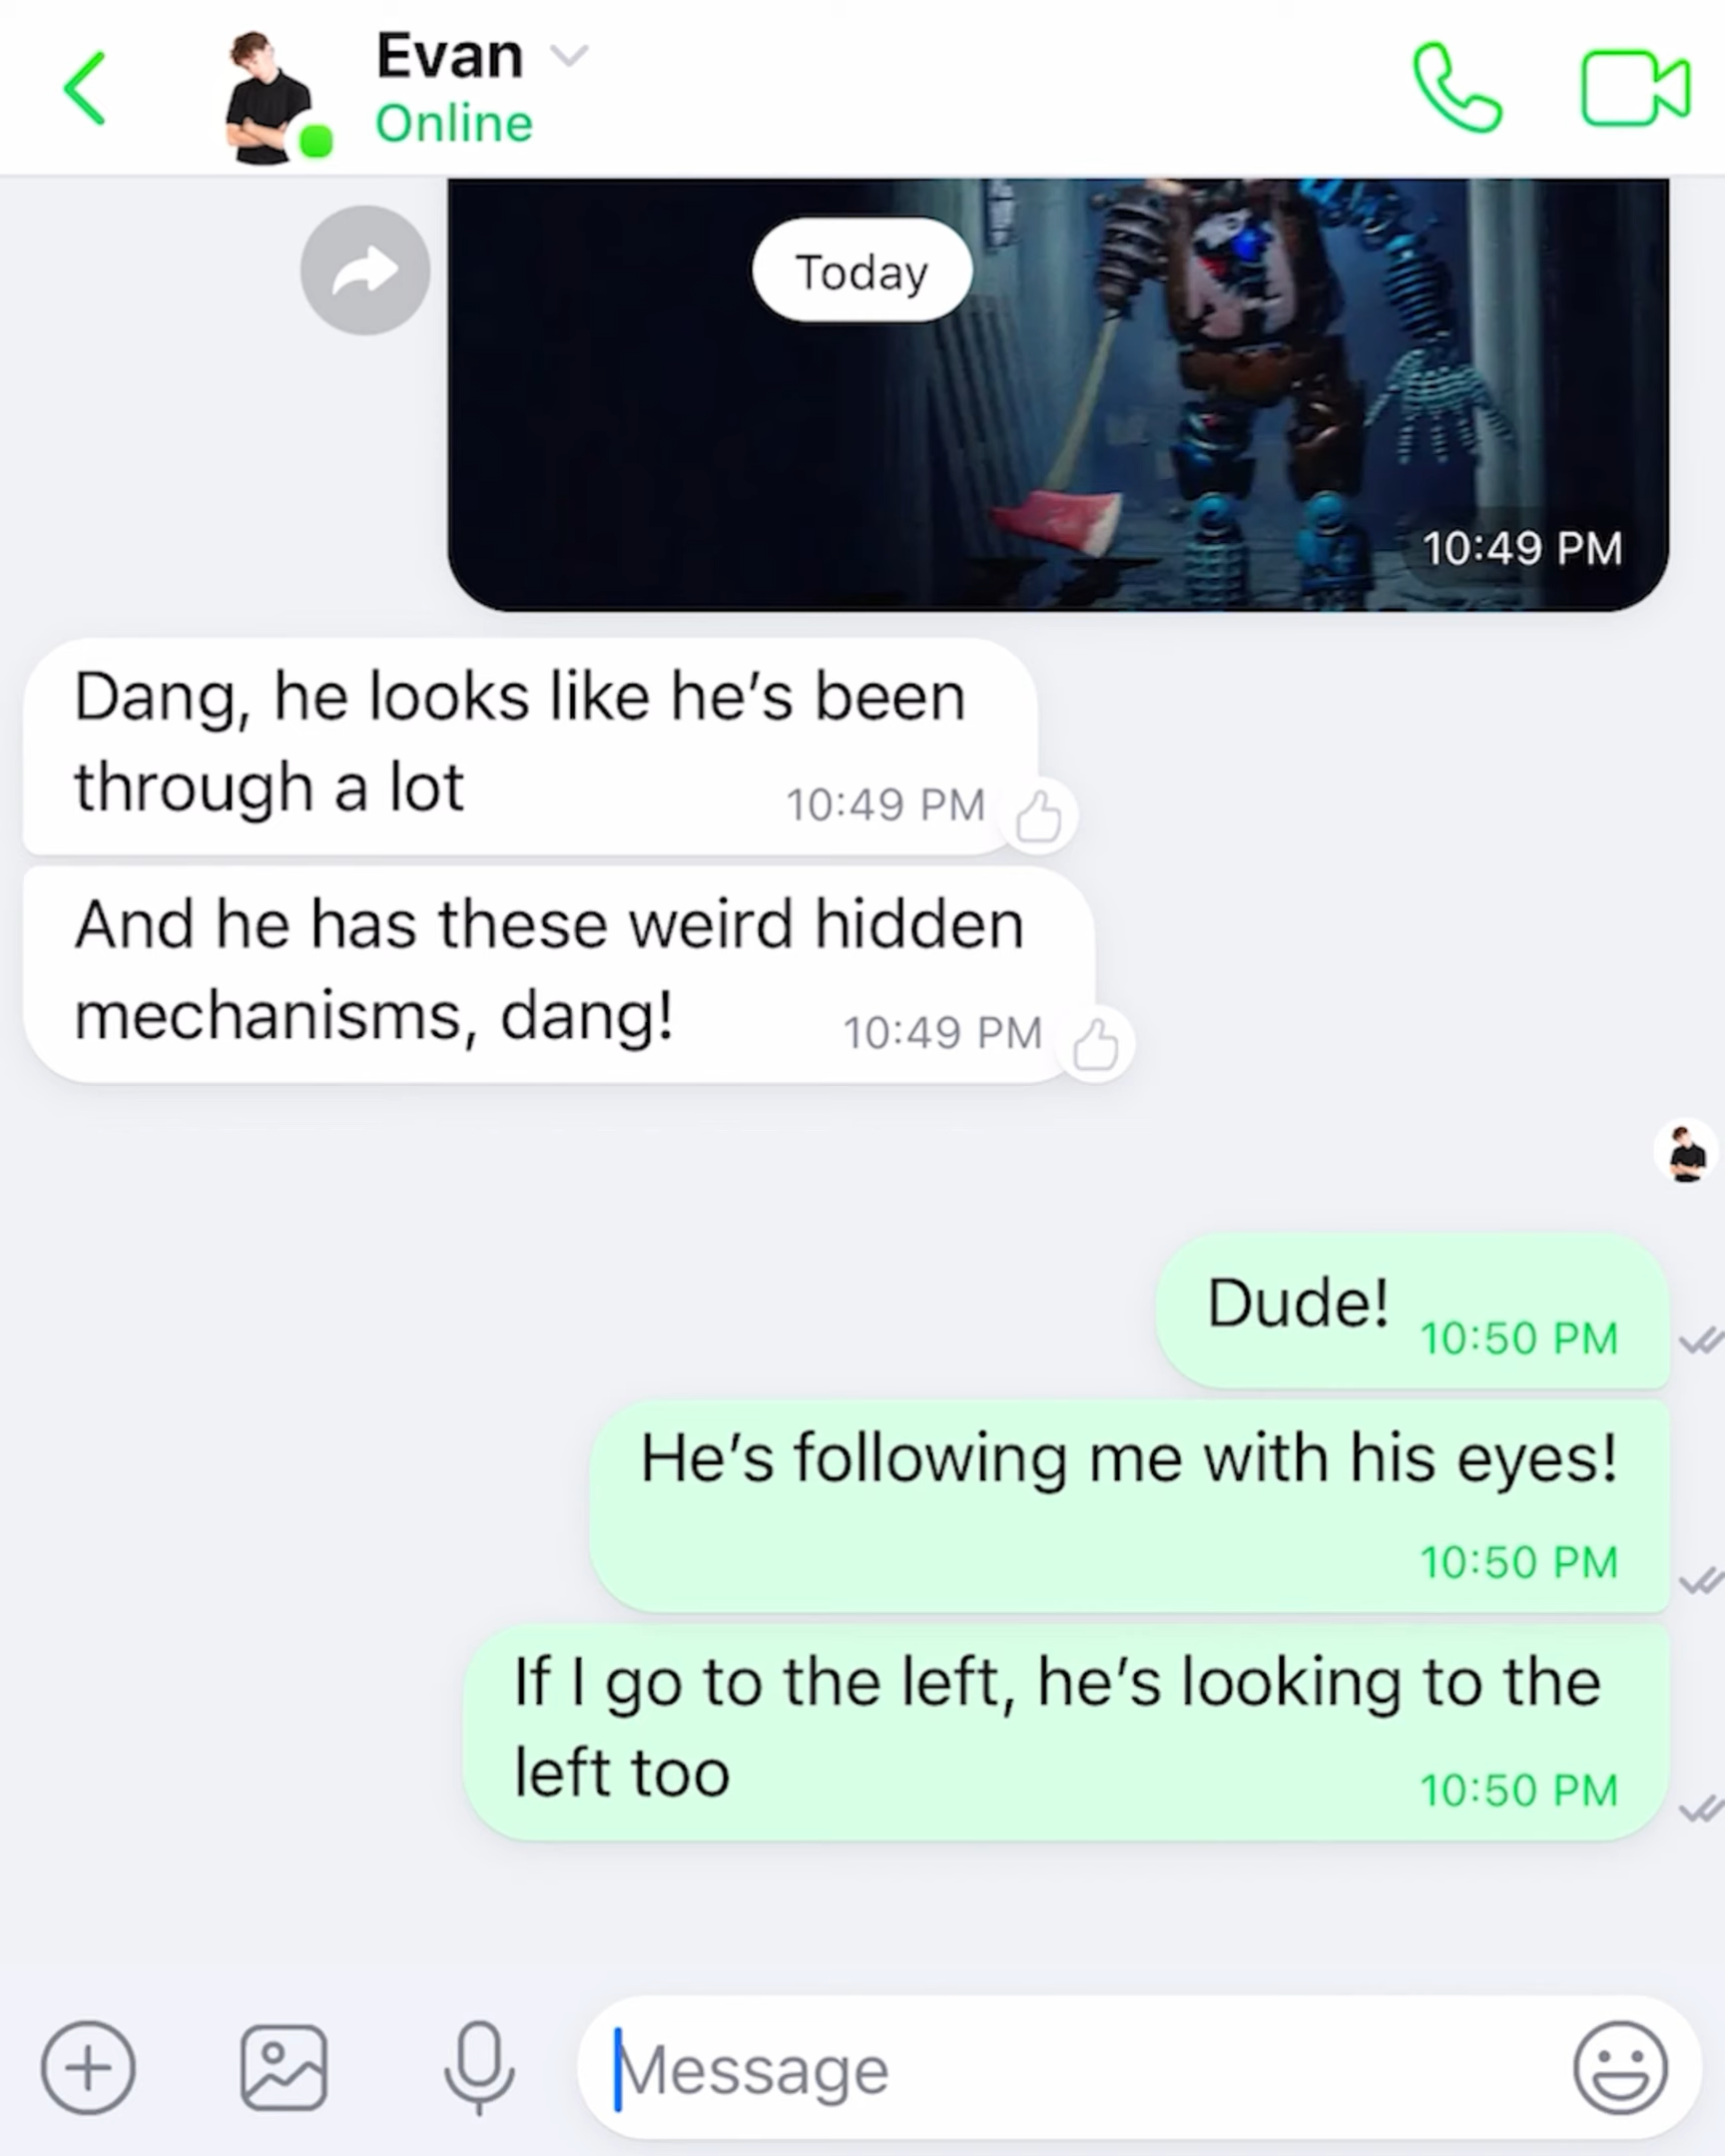 Evan
Online
Today
10:49 PM
Dang, he looks like he’s been
through a lot
10:49 PM
And he has these weird hidden
mechanisms, dang!
10:49 PM
Dude!
10:50 PM
He’s following me with his eyes!
10:50 PM
If I go to the left, he’s looking to the
left too
10:50 PM
Message